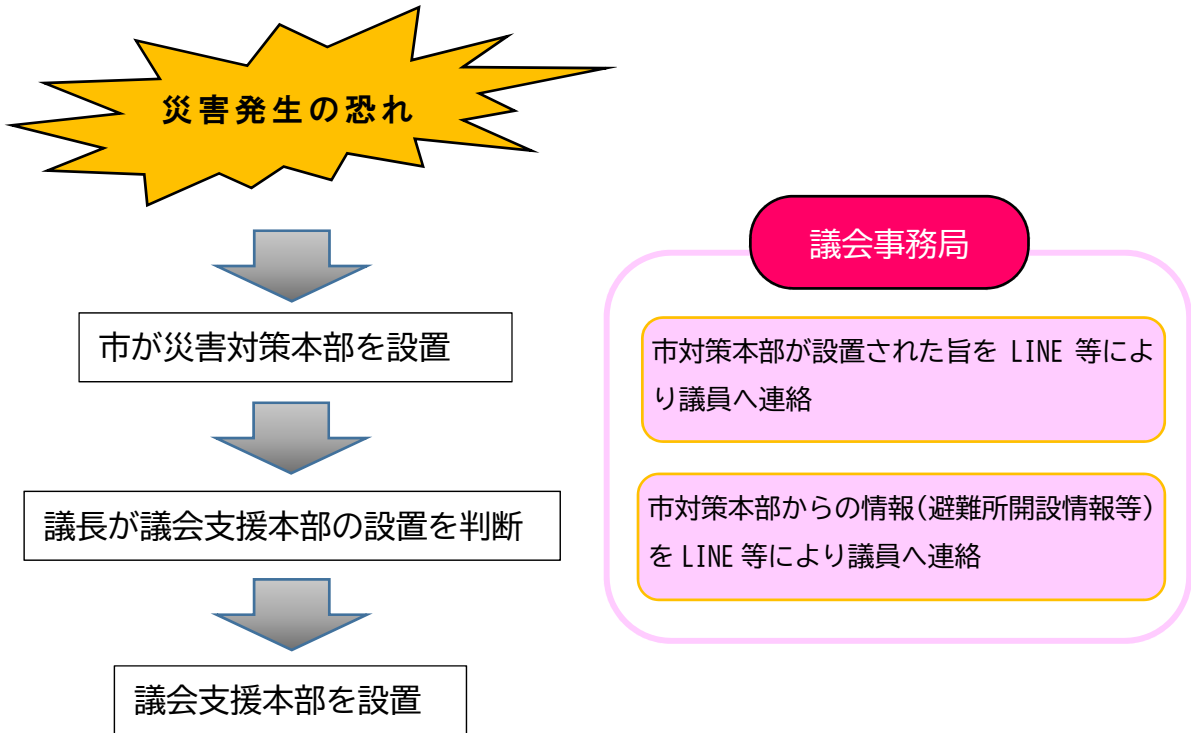 災害発生の恐れ
市が災害対策本部を設置
議長が議会支援本部の設置を判断
議会支援本部を設置
議会事務局
市対策本部が設置された旨を LINE 等によ
り議員へ連絡
市対策本部からの情報(避難所開設情報等)
を LINE 等により議員へ連絡